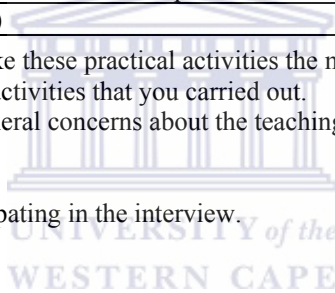 )
ke these practical activities the m
activities that you carried out.
neral concerns about the teaching
pating in the interview.
UNIVERSITY of the
WESTERN CAPE